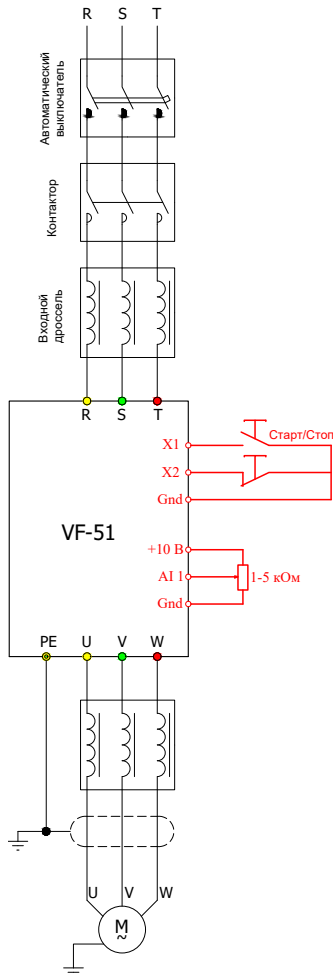 R S T
Автоматический
выключатель
Контактор
Входной
дроссель
R S T
X1
Старт/Стоп
X2
Gnd
VF-51
+10 В
AI 1
1-5 кОм
Gnd
PE U V W
U V W
M
~